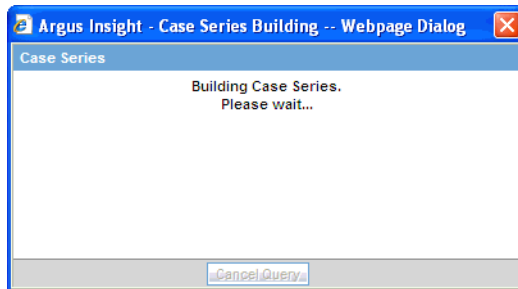 Argus Insight - Case Series Building -- Webpage Dialog
Case Series
Building Case Series.
Please wait...
Cancel Query